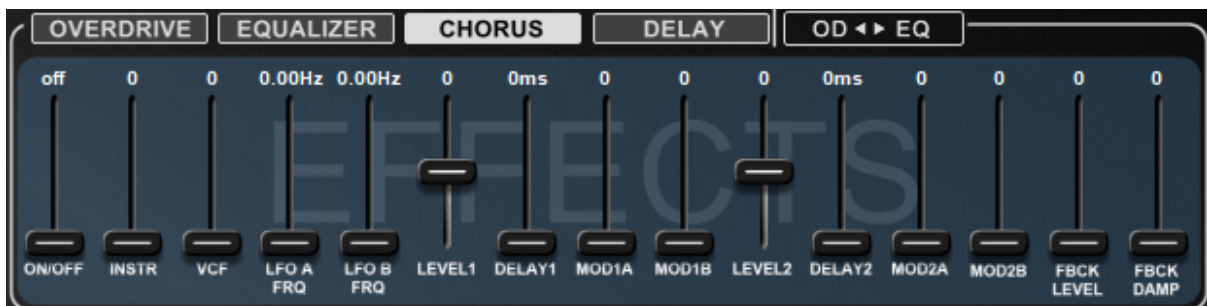 OVERDRIVE EQUALIZER CHORUS DELAY OD ◄► EQ
off 0 0 0.00Hz 0.00Hz 0 0ms 0 0 0 0ms 0 0 0 0
EFFECTS
ON/OFF INSTR VCF LFO A FRQ LFO B FRQ LEVEL1 DELAY1 MOD1A MOD1B LEVEL2 DELAY2 MOD2A MOD2B FBCK LEVEL FBCK DAMP